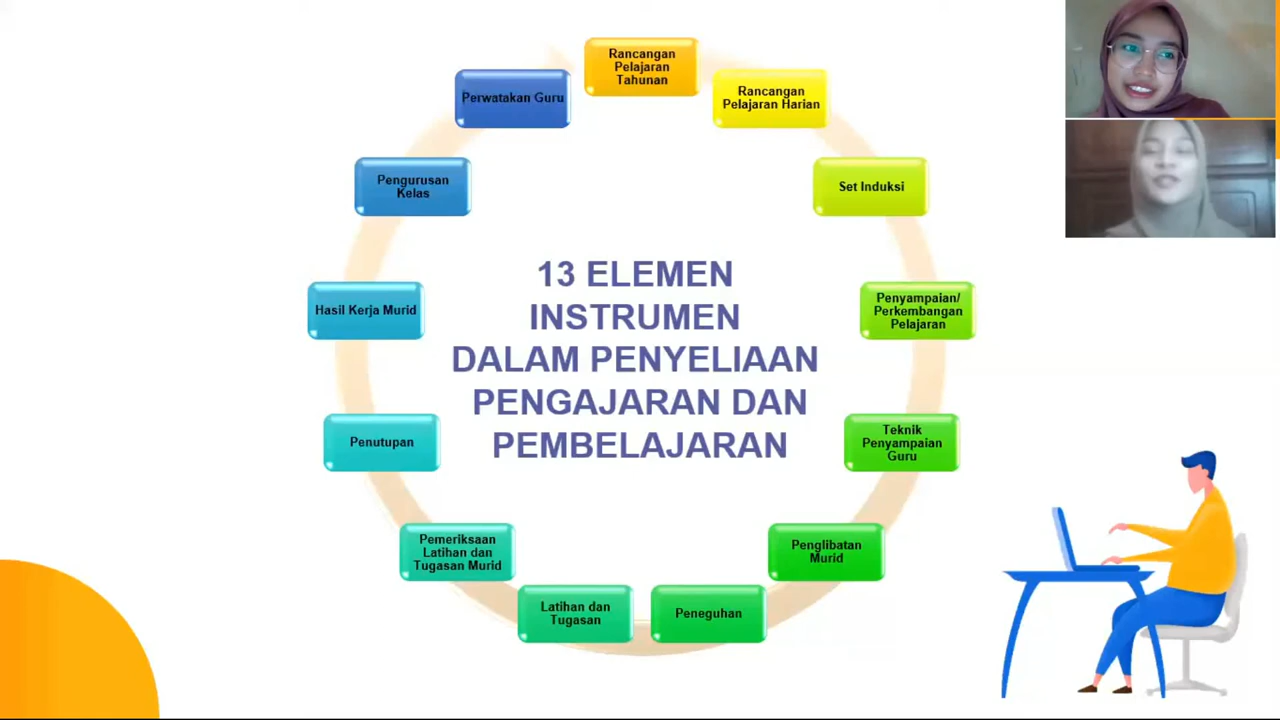 13 ELEMEN
INSTRUMEN
DALAM PENYELIAAN
PENGAJARAN DAN
PEMBELAJARAN
Rancangan
Pelajaran
Tahunan
Rancangan
Pelajaran Harian
Set Induksi
Penyampaian/
Perkembangan
Pelajaran
Teknik
Penyampaian
Guru
Penglibatan
Murid
Peneguhan
Latihan dan
Tugasan
Pemeriksaan
Latihan dan
Tugasan Murid
Penutupan
Hasil Kerja Murid
Pengurusan
Kelas
Perwatakan Guru